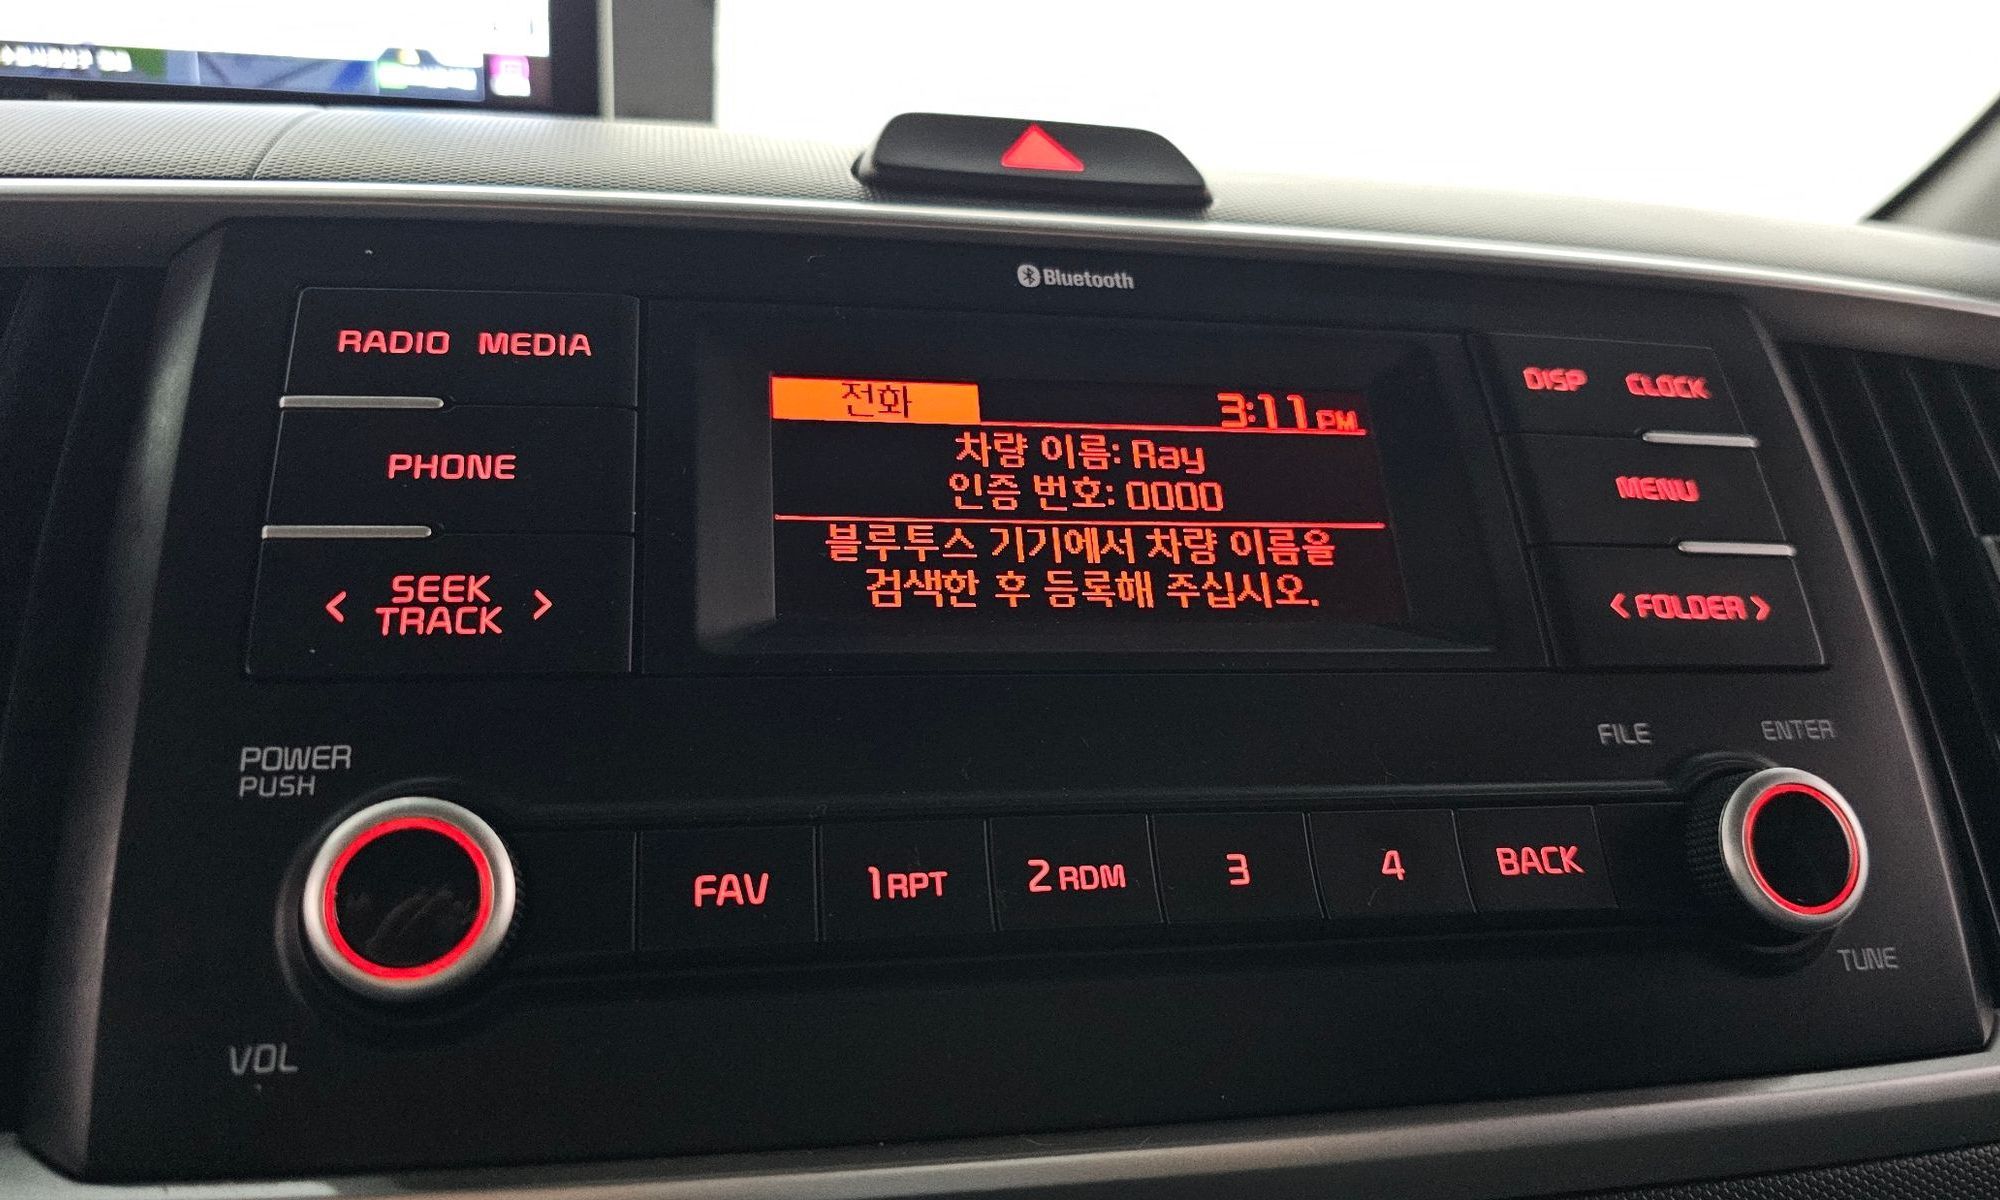 Bluetooth
RADIO MEDIA
PHONE
< SEEK TRACK >
전화 3:11 PM
차량 이름: Ray
인증 번호: 0000
블루투스 기기에서 차량 이름을
검색한 후 등록해 주십시오.
DISP CLOCK
MENU
< FOLDER >
POWER
PUSH
VOL
FAV 1 RPT 2 RDM 3 4 BACK
FILE
ENTER
TUNE